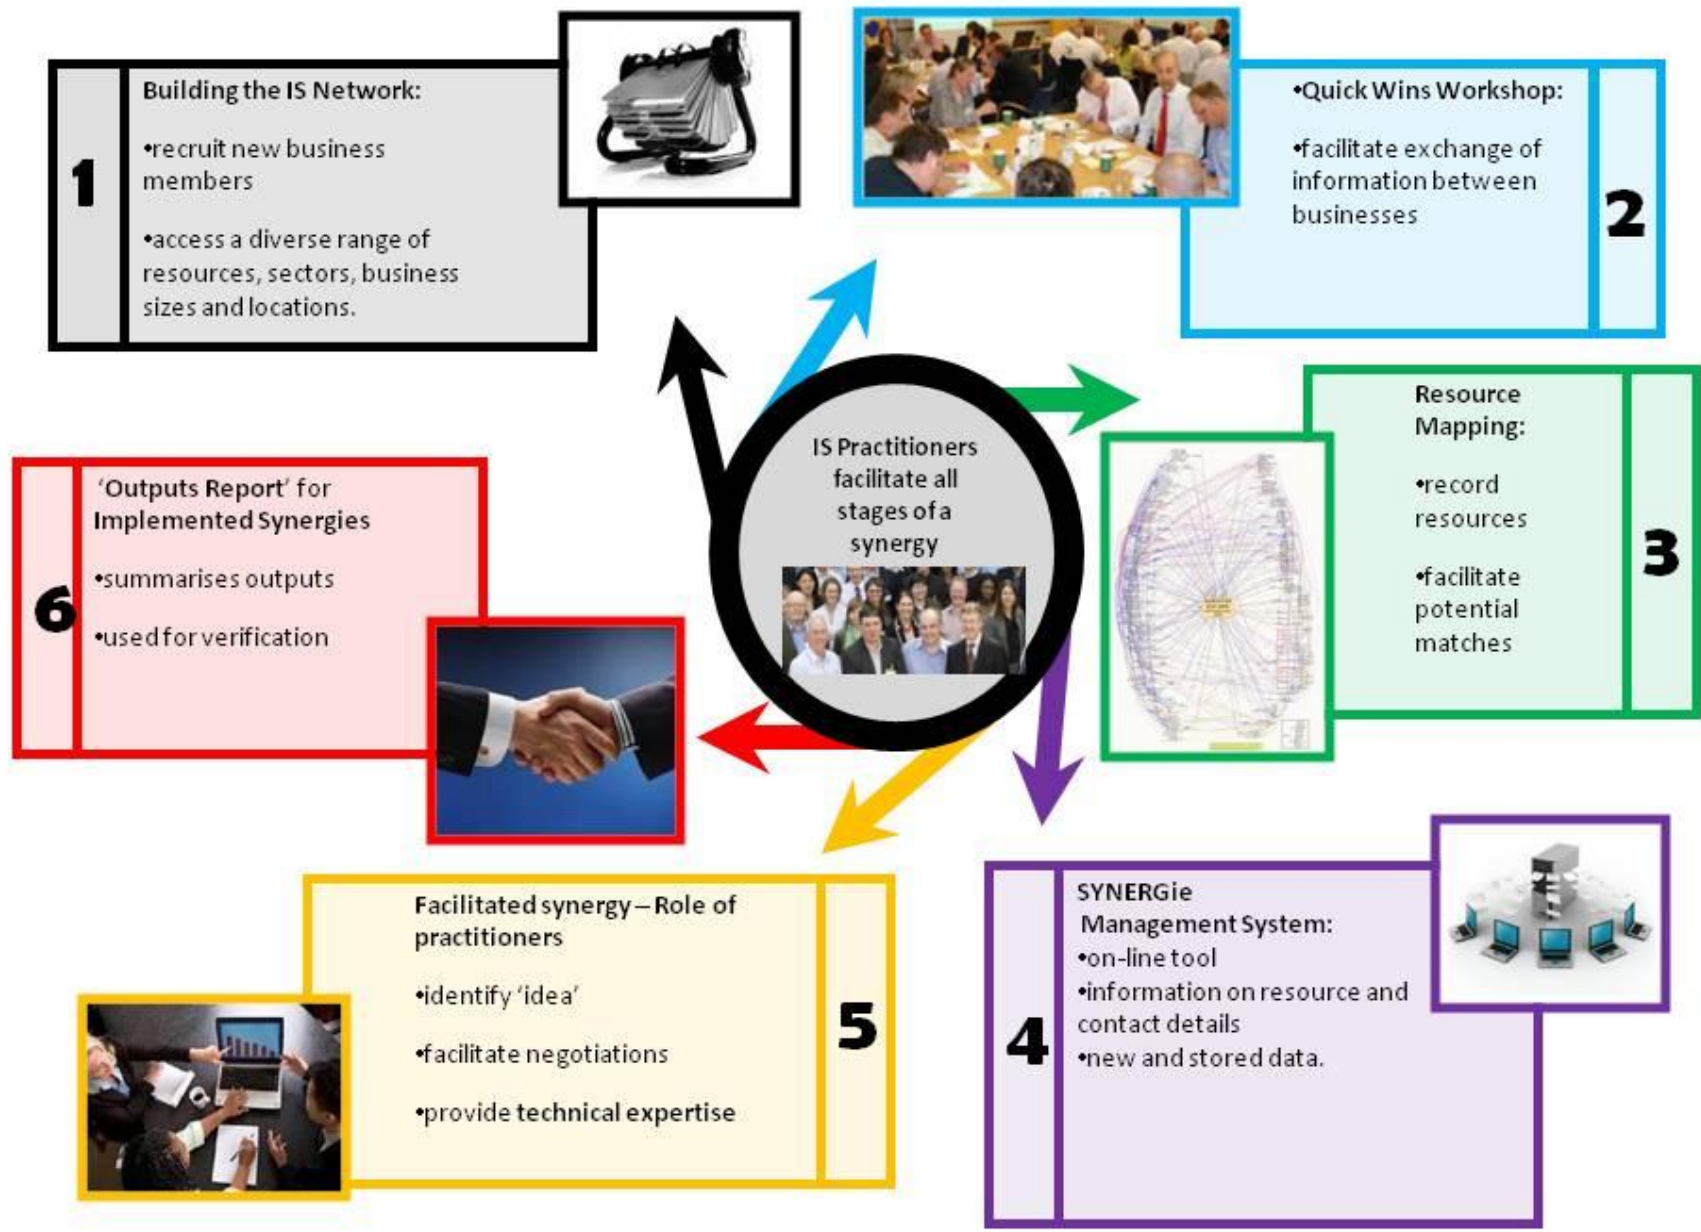 1
Building the IS Network:
•recruit new business
members
•access a diverse range of
resources, sectors, business
sizes and locations.
•Quick Wins Workshop:
•facilitate exchange of
information between
businesses
2
IS Practitioners
facilitate all
stages of a
synergy
Resource
Mapping:
•record
resources
•facilitate
potential
matches
3
SYNERGie
Management System:
•on-line tool
•information on resource and
contact details
•new and stored data.
4
Facilitated synergy – Role of
practitioners
•identify ‘idea’
•facilitate negotiations
•provide technical expertise
5
‘Outputs Report’ for
Implemented Synergies
•summarises outputs
•used for verification
6